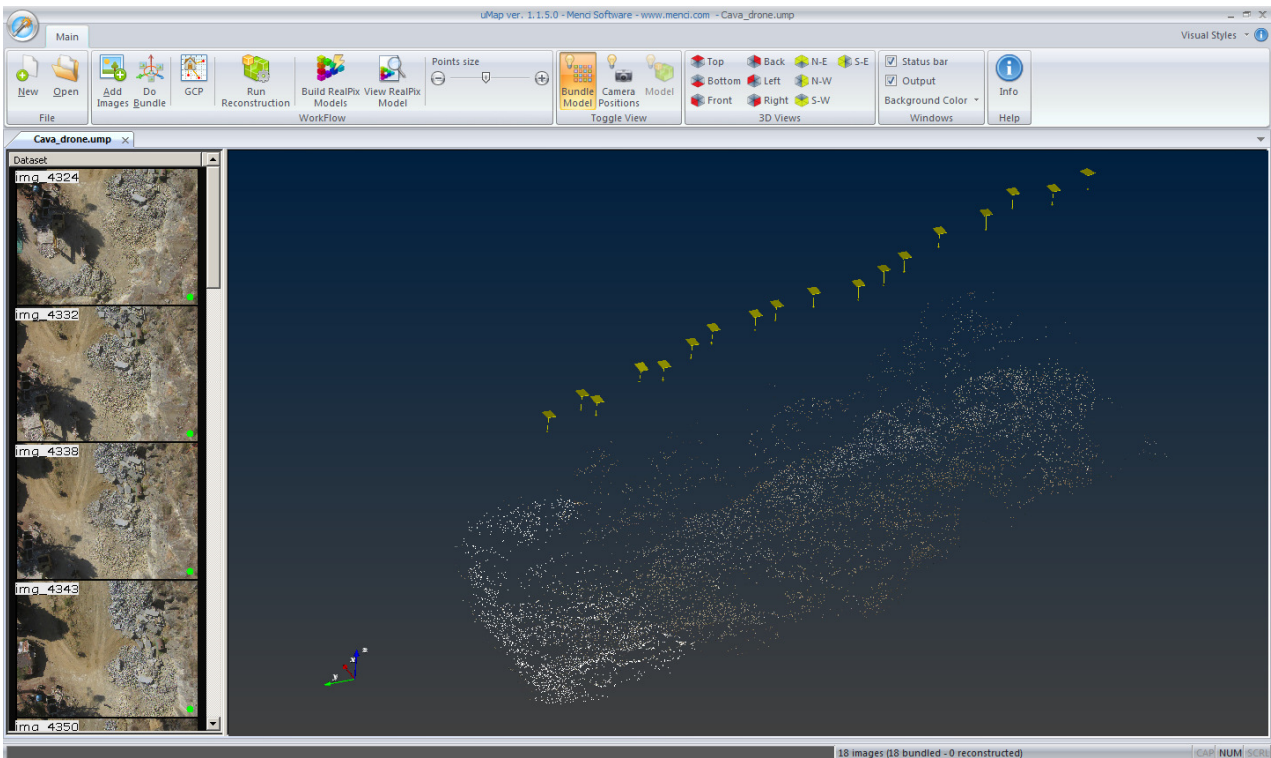 uMap ver. 1.1.5.0 - Menci Software - www.menci.com - Cava_drone.ump
Main
Visual Styles
New
Open
File
Add Images
Do Bundle
GCP
Run Reconstruction
Build RealPix Models
View RealPix Model
Points size
WorkFlow
Bundle Model
Camera Positions
Model
Toggle View
Top
Back
N-E
S-E
Bottom
Left
N-W
Front
Right
S-W
3D Views
Status bar
Output
Background Color
Windows
Info
Help
Cava_drone.ump
Dataset
img_4324
img_4332
img_4338
img_4343
img_4350
x
y
z
18 images (18 bundled - 0 reconstructed)
CAP NUM SCRL